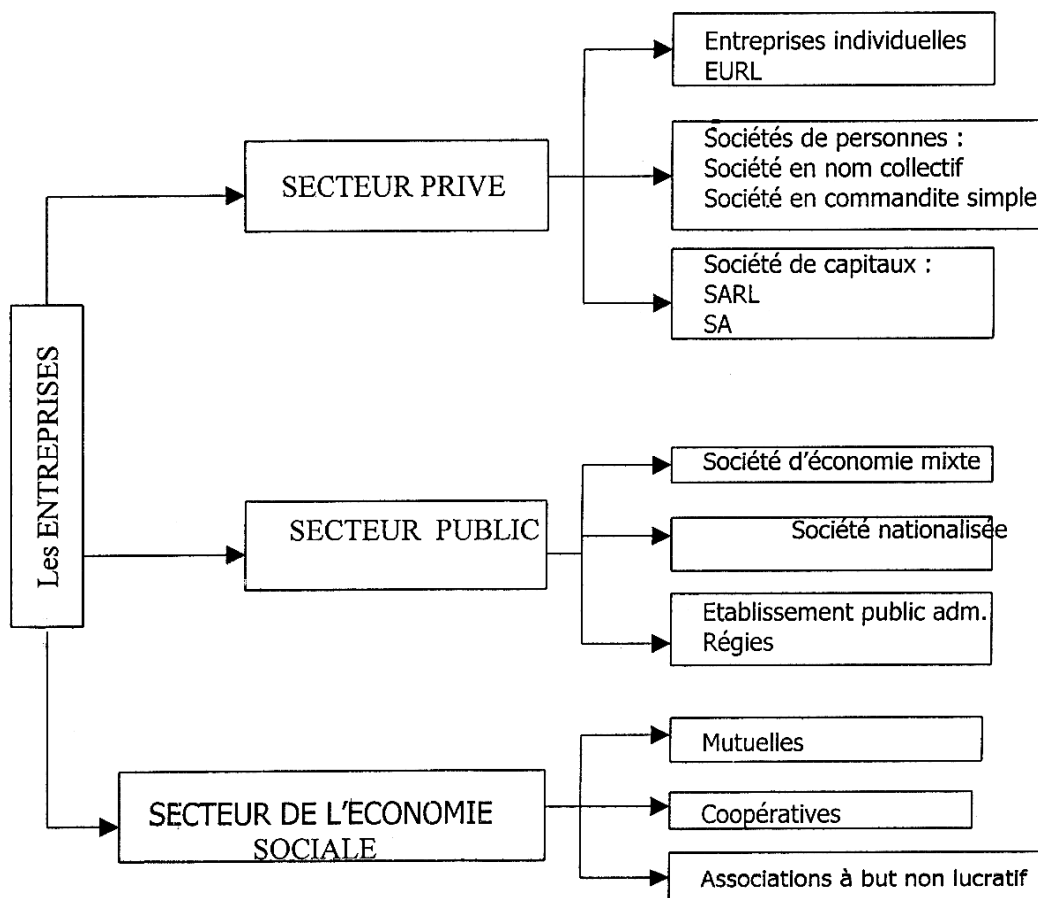 Les ENTREPRISES
SECTEUR PRIVE
Entreprises individuelles
EURL
Sociétés de personnes :
Société en nom collectif
Société en commandite simple
Société de capitaux :
SARL
SA
SECTEUR PUBLIC
Société d'économie mixte
Société nationalisée
Etablissement public adm.
Régies
SECTEUR DE L'ECONOMIE
SOCIALE
Mutuelles
Coopératives
Associations à but non lucratif